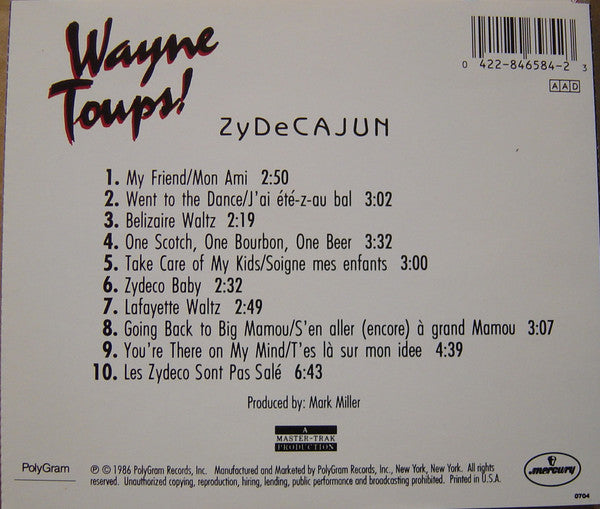 Wayne
Toups!
ZyDeCAJUN
0 422-846584-2 3
A A D
1. My Friend/Mon Ami 2:50
2. Went to the Dance/J'ai été-z-au bal 3:02
3. Belizaire Waltz 2:19
4. One Scotch, One Bourbon, One Beer 3:32
5. Take Care of My Kids/Soigne mes enfants 3:00
6. Zydeco Baby 2:32
7. Lafayette Waltz 2:49
8. Going Back to Big Mamou/S'en aller (encore) à grand Mamou 3:07
9. You're There on My Mind/T'es là sur mon idee 4:39
10. Les Zydeco Sont Pas Salé 6:43
Produced by: Mark Miller
A
MASTER-TRAK
PRODUCTION
PolyGram
℗ © 1986 PolyGram Records, Inc. Manufactured and Marketed by PolyGram Records, Inc., New York, New York. All rights
reserved. Unauthorized copying, reproduction, hiring, lending, public performance and broadcasting prohibited. Printed in U.S.A.
mercury
0704